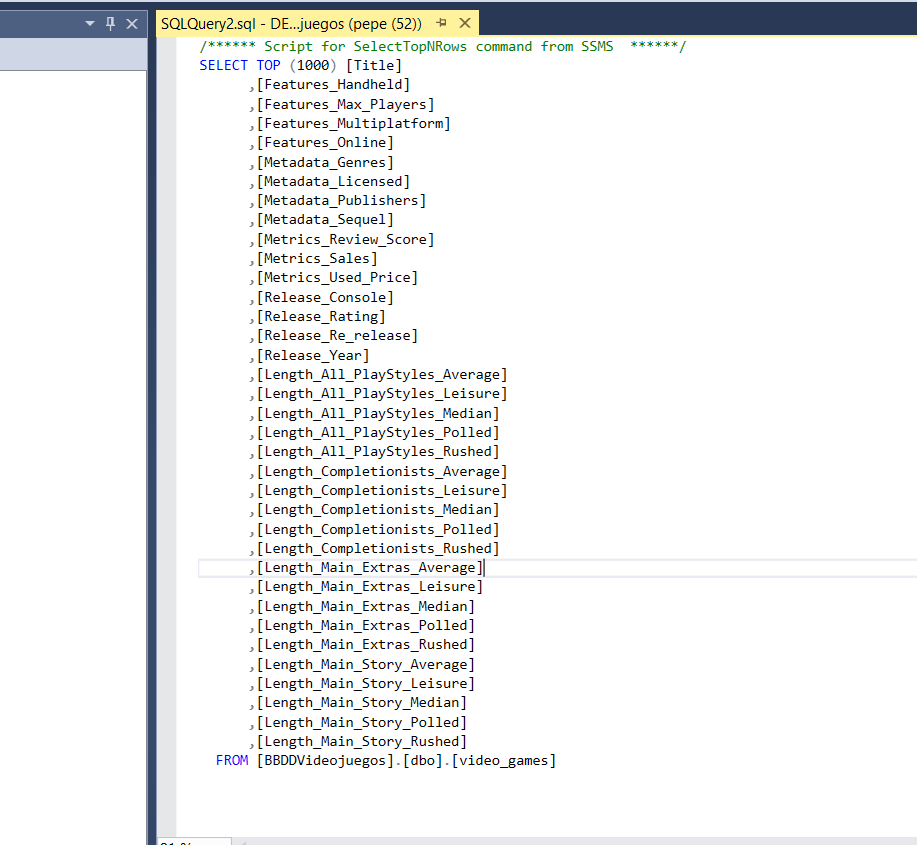 SQLQuery2.sql - DE...juegos (pepe (52))
/****** Script for SelectTopNRows command from SSMS  ******/
SELECT TOP (1000) [Title]
      ,[Features_Handheld]
      ,[Features_Max_Players]
      ,[Features_Multiplatform]
      ,[Features_Online]
      ,[Metadata_Genres]
      ,[Metadata_Licensed]
      ,[Metadata_Publishers]
      ,[Metadata_Sequel]
      ,[Metrics_Review_Score]
      ,[Metrics_Sales]
      ,[Metrics_Used_Price]
      ,[Release_Console]
      ,[Release_Rating]
      ,[Release_Re_release]
      ,[Release_Year]
      ,[Length_All_PlayStyles_Average]
      ,[Length_All_PlayStyles_Leisure]
      ,[Length_All_PlayStyles_Median]
      ,[Length_All_PlayStyles_Polled]
      ,[Length_All_PlayStyles_Rushed]
      ,[Length_Completionists_Average]
      ,[Length_Completionists_Leisure]
      ,[Length_Completionists_Median]
      ,[Length_Completionists_Polled]
      ,[Length_Completionists_Rushed]
      ,[Length_Main_Extras_Average]
      ,[Length_Main_Extras_Leisure]
      ,[Length_Main_Extras_Median]
      ,[Length_Main_Extras_Polled]
      ,[Length_Main_Extras_Rushed]
      ,[Length_Main_Story_Average]
      ,[Length_Main_Story_Leisure]
      ,[Length_Main_Story_Median]
      ,[Length_Main_Story_Polled]
      ,[Length_Main_Story_Rushed]
  FROM [BBDDVideojuegos].[dbo].[video_games]